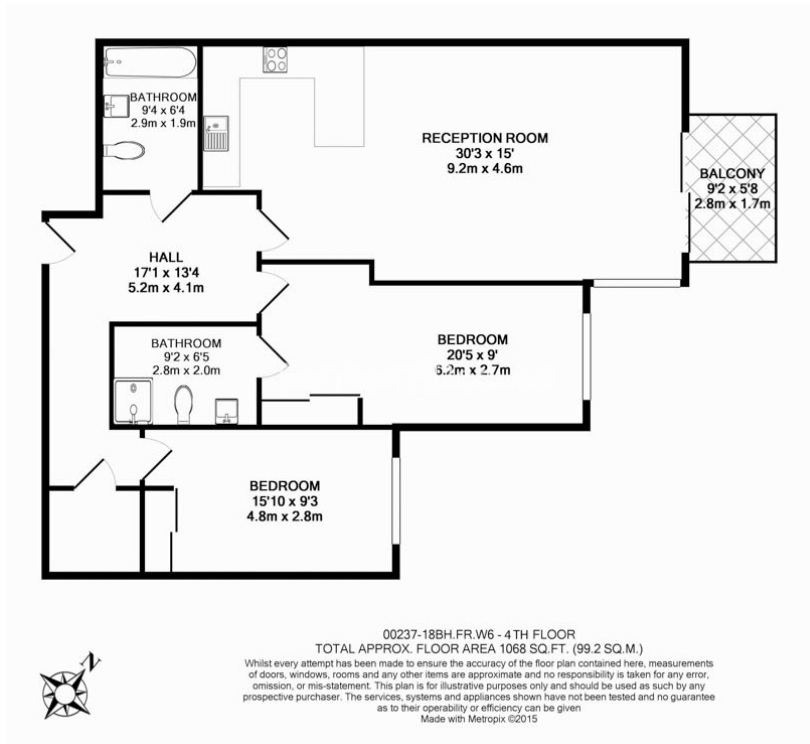 BATHROOM
9'4 x 6'4
2.9m x 1.9m
RECEPTION ROOM
30'3 x 15'
9.2m x 4.6m
BALCONY
9'2 x 5'8
2.8m x 1.7m
HALL
17'1 x 13'4
5.2m x 4.1m
BATHROOM
9'2 x 6'5
2.8m x 2.0m
BEDROOM
20'5 x 9'
6.2m x 2.7m
BEDROOM
15'10 x 9'3
4.8m x 2.8m
N
00237-18BH.FR.W6 - 4TH FLOOR
TOTAL APPROX. FLOOR AREA 1068 SQ.FT. (99.2 SQ.M.)
Whilst every attempt has been made to ensure the accuracy of the floor plan contained here, measurements
of doors, windows, rooms and any other items are approximate and no responsibility is taken for any error,
omission, or mis-statement. This plan is for illustrative purposes only and should be used as such by any
prospective purchaser. The services, systems and appliances shown have not been tested and no guarantee
as to their operability or efficiency can be given
Made with Metropix ©2015